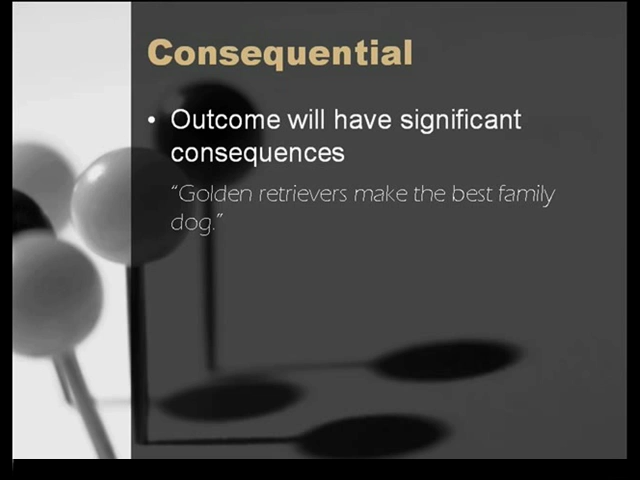 Consequential
• Outcome will have significant
consequences
“Golden retrievers make the best family
dog.”